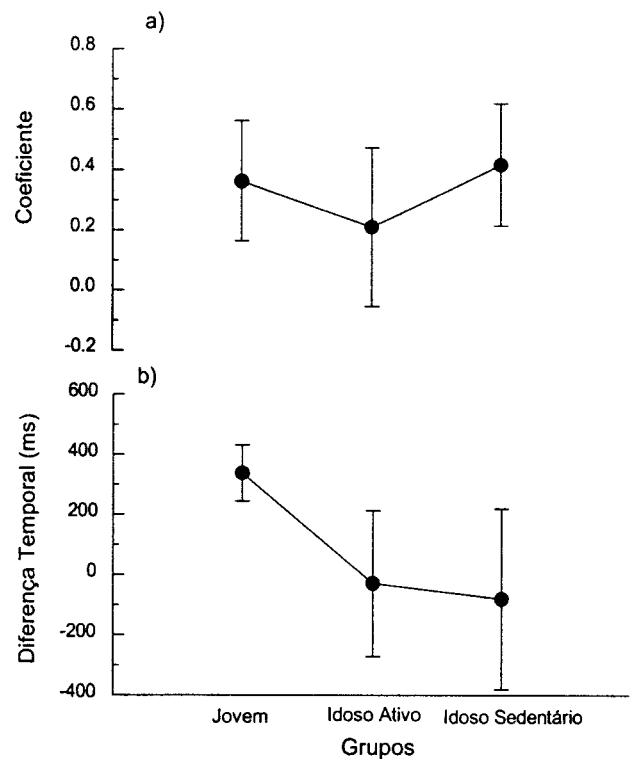 a)
0.8
0.6
0.4
0.2
0.0
-0.2
Coeficiente
b)
600
400
200
0
-200
-400
Diferença Temporal (ms)
Jovem
Idoso Ativo
Idoso Sedentário
Grupos